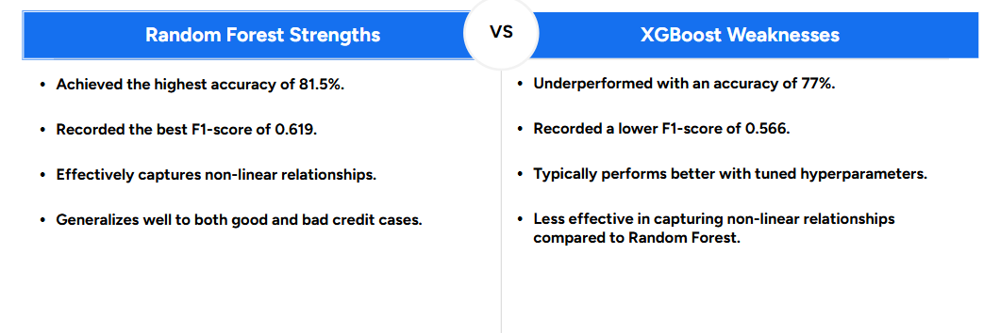 Random Forest Strengths
VS
XGBoost Weaknesses
• Achieved the highest accuracy of 81.5%.
• Recorded the best F1-score of 0.619.
• Effectively captures non-linear relationships.
• Generalizes well to both good and bad credit cases.
• Underperformed with an accuracy of 77%.
• Recorded a lower F1-score of 0.566.
• Typically performs better with tuned hyperparameters.
• Less effective in capturing non-linear relationships
compared to Random Forest.